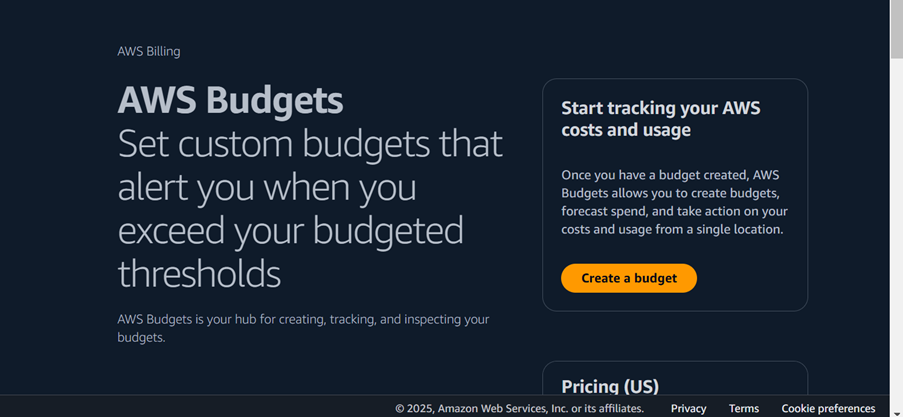 AWS Billing
AWS Budgets
Set custom budgets that
alert you when you
exceed your budgeted
thresholds
AWS Budgets is your hub for creating, tracking, and inspecting your
budgets.
Start tracking your AWS
costs and usage
Once you have a budget created, AWS
Budgets allows you to create budgets,
forecast spend, and take action on your
costs and usage from a single location.
Create a budget
Pricing (US)
© 2025, Amazon Web Services, Inc. or its affiliates. Privacy Terms Cookie preferences